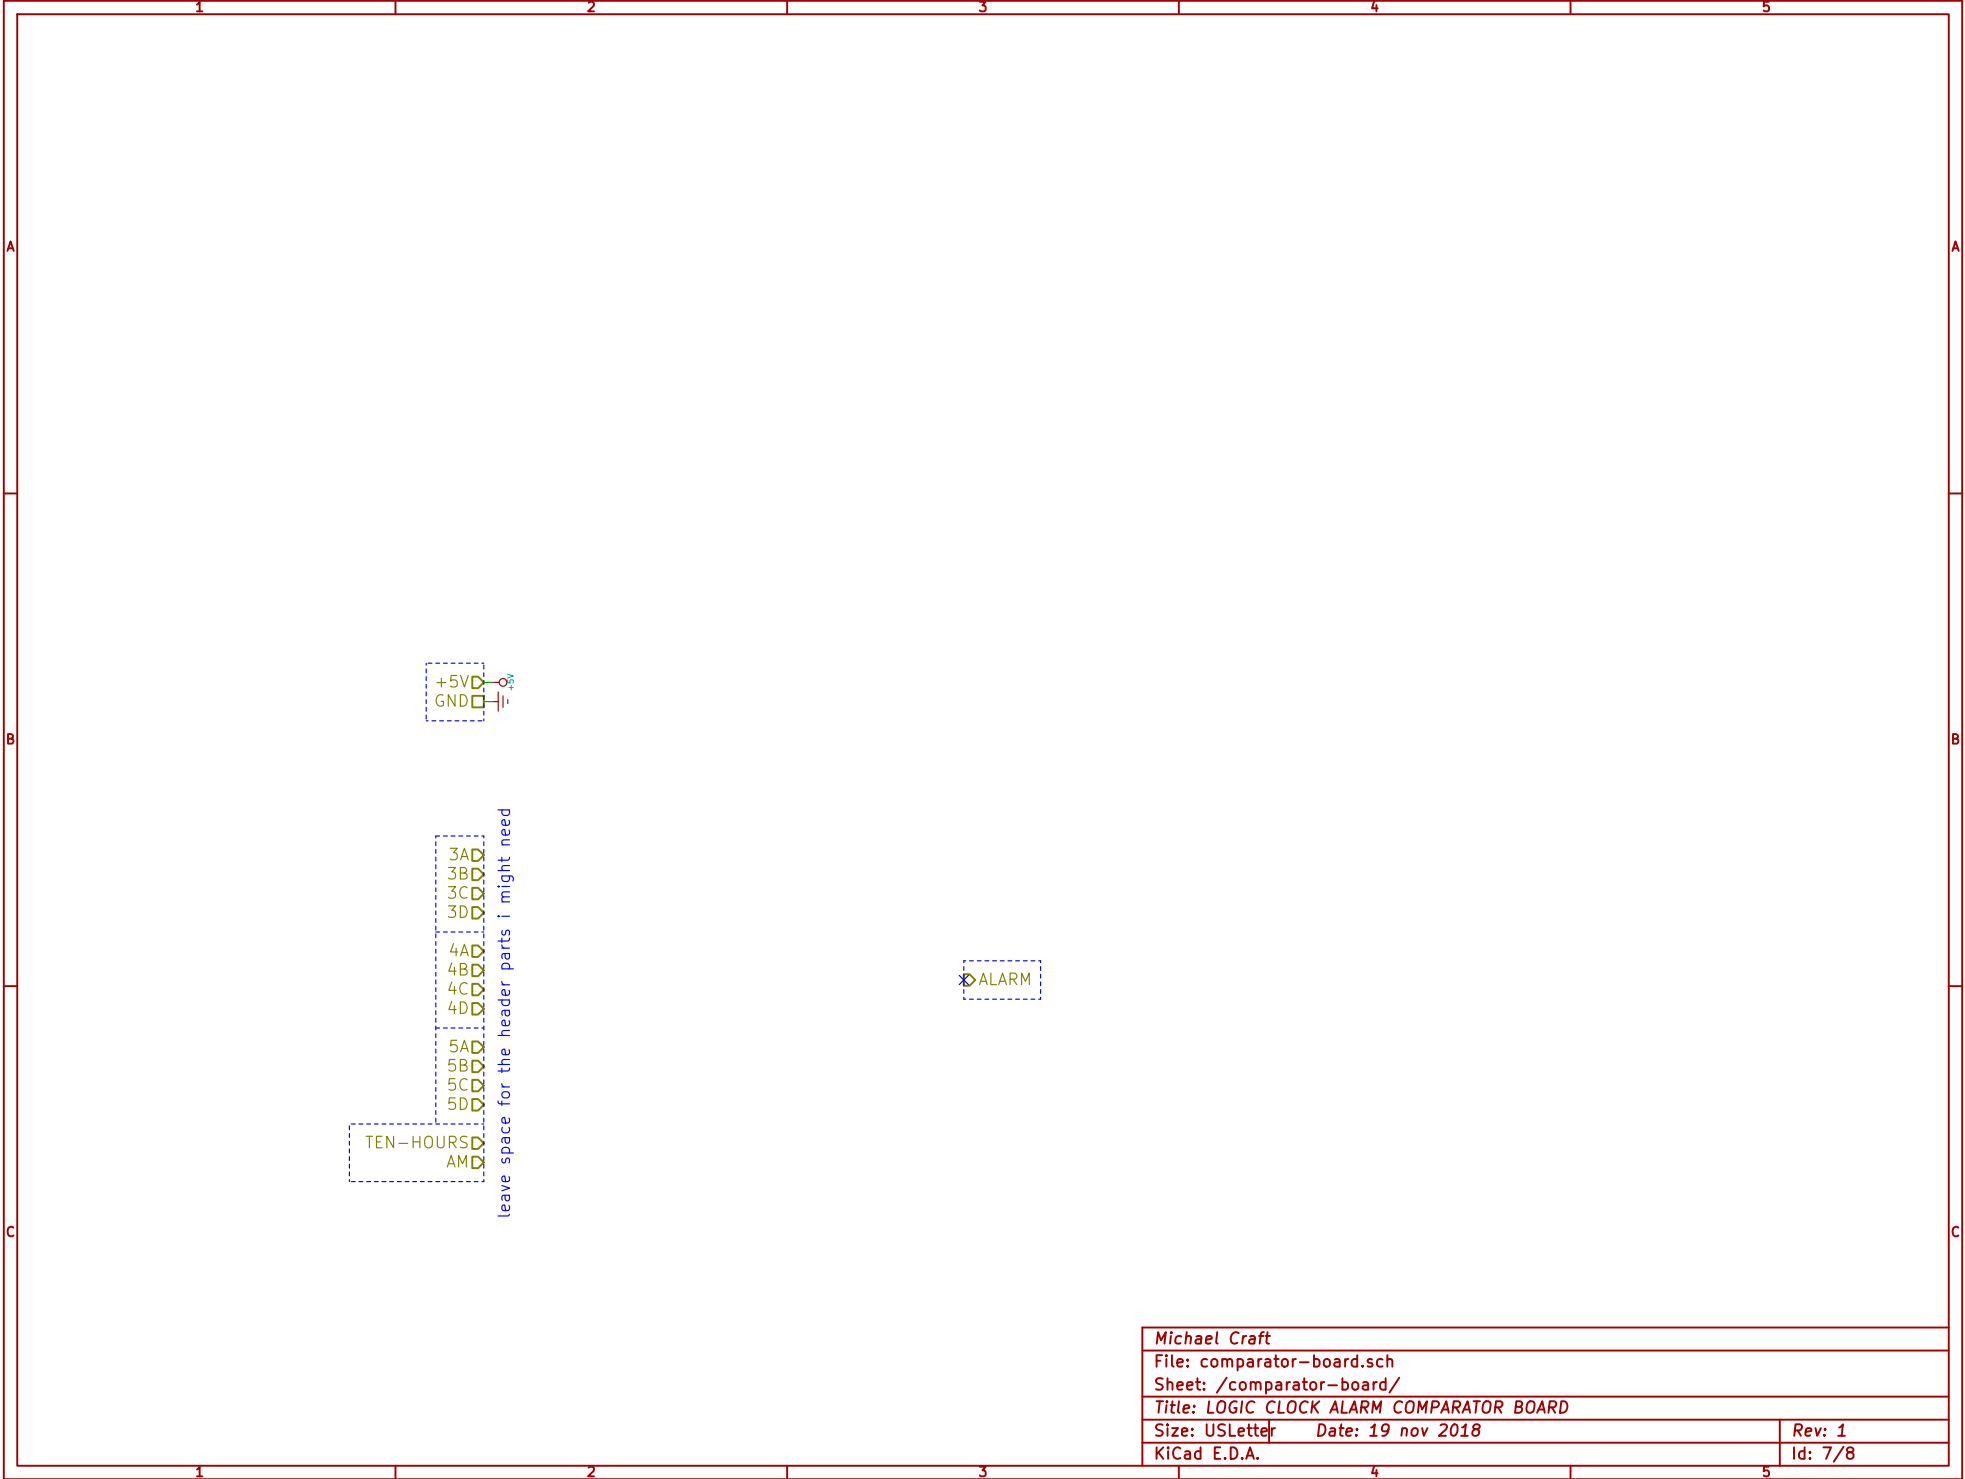 1 2 3 4 5
A A
+5V +5V
GND
B B
leave space for the header parts i might need
3A
3B
3C
3D
4A
4B
4C
4D
ALARM
5A
5B
5C
5D
TEN-HOURS
AM
C C
Michael Craft
File: comparator-board.sch
Sheet: /comparator-board/
Title: LOGIC CLOCK ALARM COMPARATOR BOARD
Size: USLetter Date: 19 nov 2018 Rev: 1
KiCad E.D.A. Id: 7/8
1 2 3 4 5